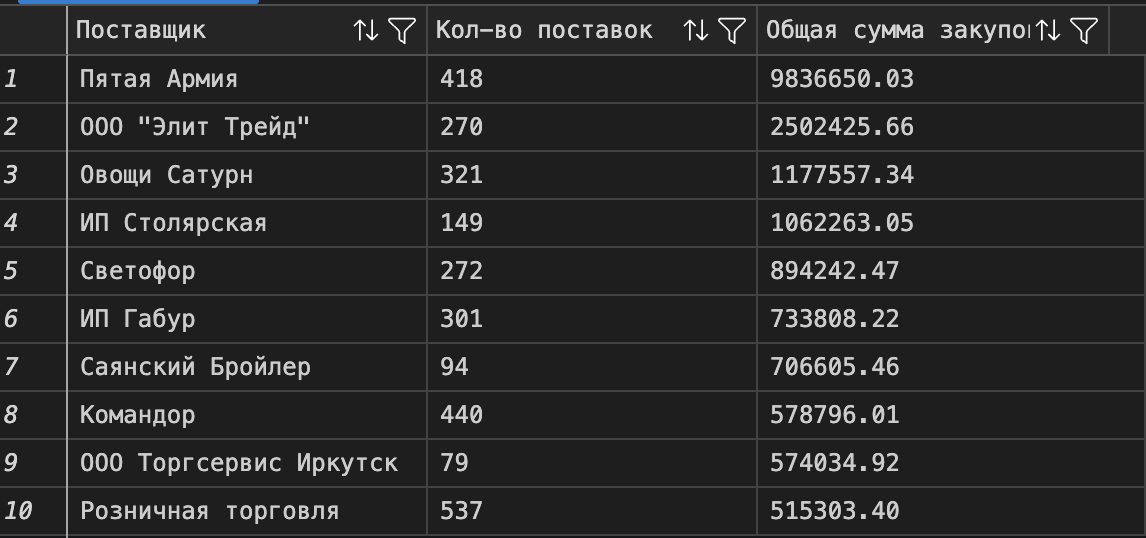 Поставщик Кол-во поставок Общая сумма закупо
1 Пятая Армия 418 9836650.03
2 ООО "Элит Трейд" 270 2502425.66
3 Овощи Сатурн 321 1177557.34
4 ИП Столярская 149 1062263.05
5 Светофор 272 894242.47
6 ИП Габур 301 733808.22
7 Саянский Бройлер 94 706605.46
8 Командор 440 578796.01
9 ООО Торгсервис Иркутск 79 574034.92
10 Розничная торговля 537 515303.40